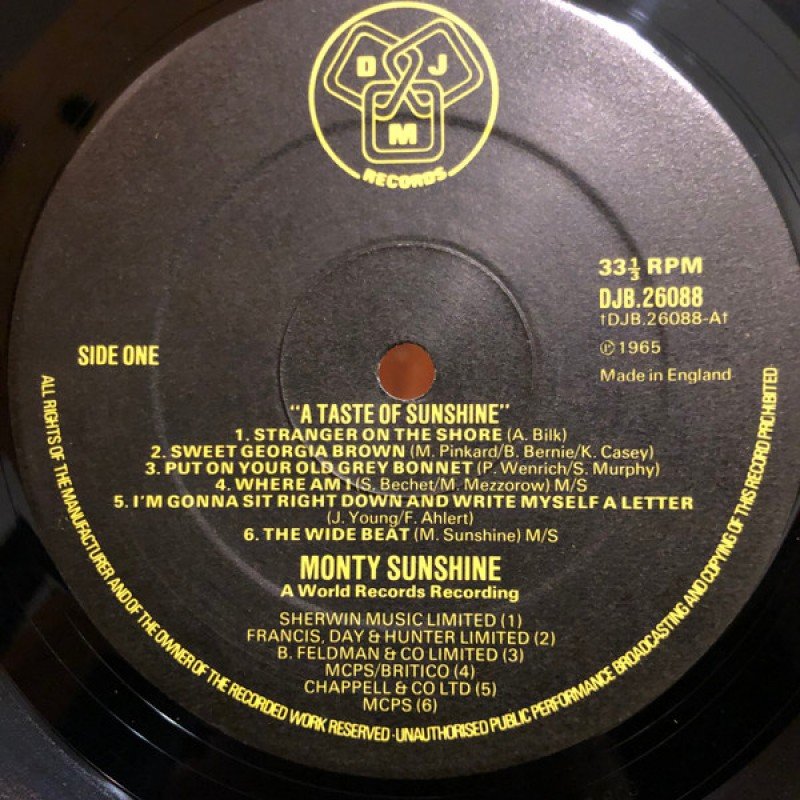 D J
M
RECORDS
33⅓ RPM
DJB.26088
†DJB.26088-A†
℗ 1965
Made in England
SIDE ONE
"A TASTE OF SUNSHINE"
1. STRANGER ON THE SHORE (A. Bilk)
2. SWEET GEORGIA BROWN (M. Pinkard/B. Bernie/K. Casey)
3. PUT ON YOUR OLD GREY BONNET (P. Wenrich/S. Murphy)
4. WHERE AM I (S. Bechet/M. Mezzorow) M/S
5. I'M GONNA SIT RIGHT DOWN AND WRITE MYSELF A LETTER
(J. Young/F. Ahlert)
6. THE WIDE BEAT (M. Sunshine) M/S
MONTY SUNSHINE
A World Records Recording
SHERWIN MUSIC LIMITED (1)
FRANCIS, DAY & HUNTER LIMITED (2)
B. FELDMAN & CO LIMITED (3)
MCPS/BRITICO (4)
CHAPPELL & CO LTD (5)
MCPS (6)
ALL RIGHTS OF THE MANUFACTURER AND OF THE OWNER OF THE RECORDED WORK RESERVED · UNAUTHORISED PUBLIC PERFORMANCE BROADCASTING AND COPYING OF THIS RECORD PROHIBITED